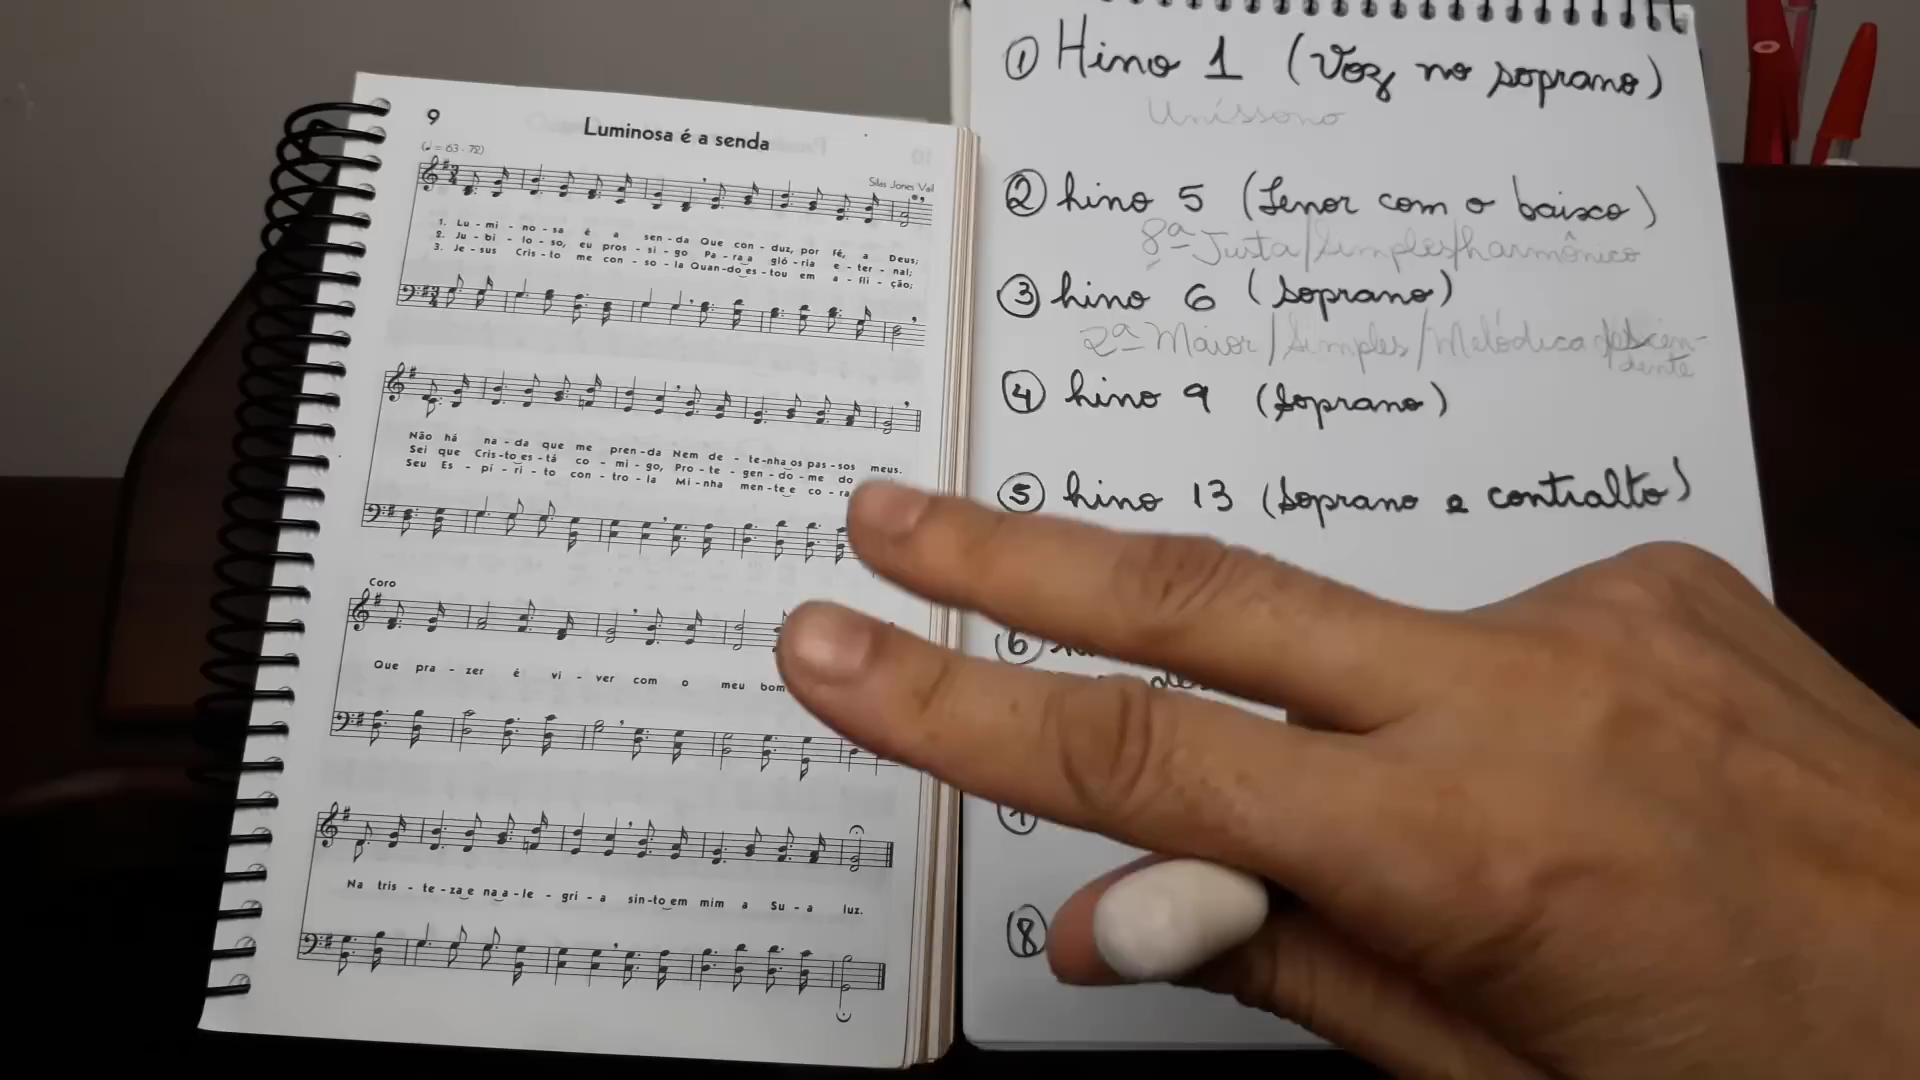 9
Luminosa é a senda
(♩ = 63 - 72)
Silas Jones Vail
1. Lu - mi - no - sa é a sen - da Que con - duz, por fé, a Deus;
2. Ju - bi - lo - so, eu pros - si - go Pa - ra a gló - ria e - ter - nal;
3. Je - sus Cris - to me con - so - la Quan - do es - tou em a - fli - ção;
Não há na - da que me pren - da Nem de - te - nha os pas - sos meus.
Sei que Cris - to es - tá co - mi - go, Pro - te - gen - do - me do
Seu Es - pí - ri - to con - tro - la Mi - nha men - te e co - ra
Coro
Que pra - zer é vi - ver com o meu bom
Na tris - te - za e na a - le - gri - a sin - to em mim a Su - a luz.
① Hino 1 (Voz no soprano)
Uníssono
② hino 5 (Tenor com o baixo)
8ª Justa/Simples/harmônico
③ hino 6 (Soprano)
2ª Maior/Simples/Melódica descen-
dente
④ hino 9 (Soprano)
⑤ hino 13 (Soprano e contralto)
⑥
⑧